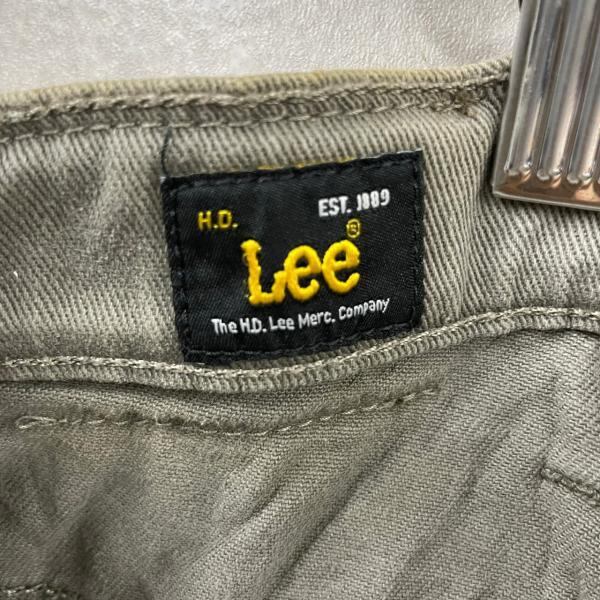 H.D. EST. 1889
Lee®
The H.D. Lee Merc. Company